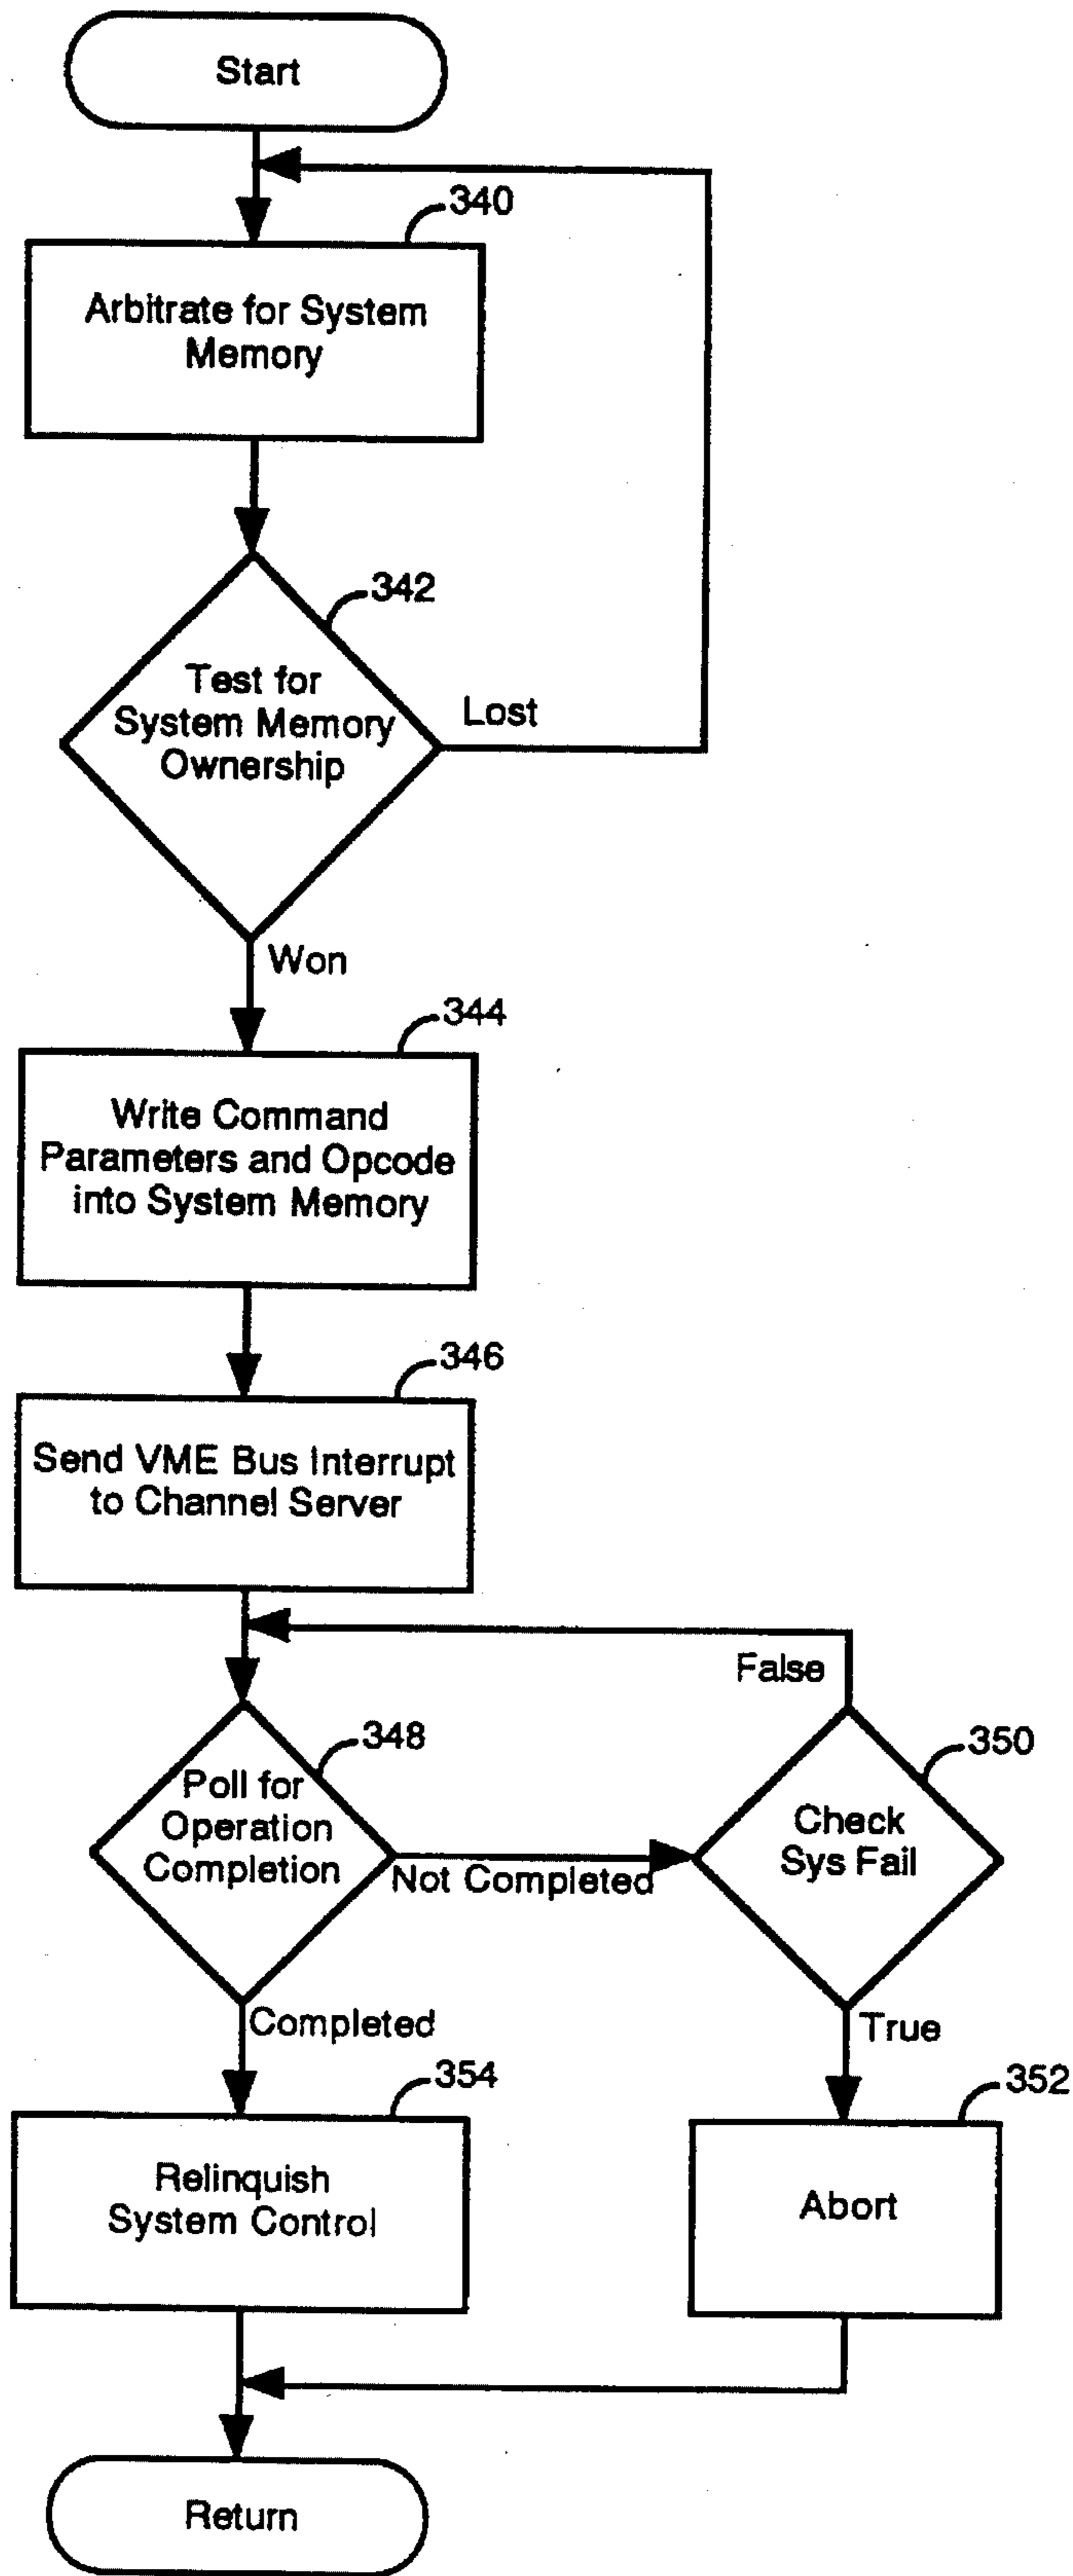 Start
340
Arbitrate for System
Memory
342
Test for
System Memory
Ownership
Lost
Won
344
Write Command
Parameters and Opcode
into System Memory
346
Send VME Bus Interrupt
to Channel Server
False
348
Poll for
Operation
Completion
Not Completed
350
Check
Sys Fail
Completed
True
354
Relinquish
System Control
352
Abort
Return